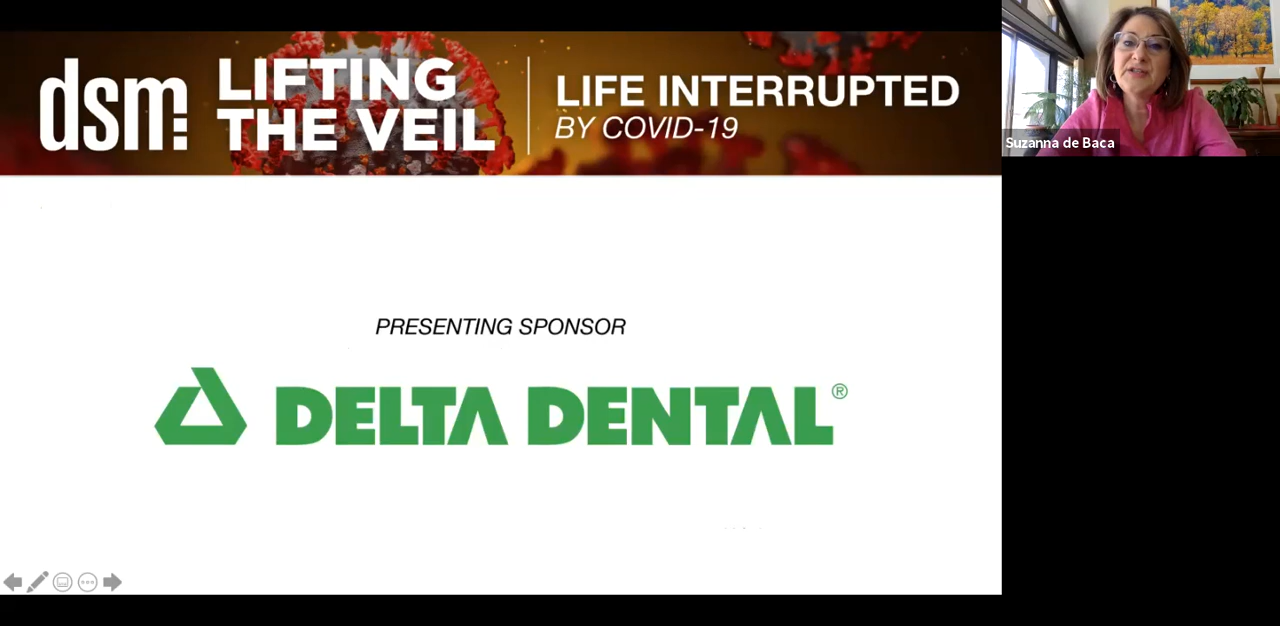 dsm
LIFTING
THE VEIL
LIFE INTERRUPTED
BY COVID-19
Suzanna de Baca
PRESENTING SPONSOR
DELTA DENTAL®